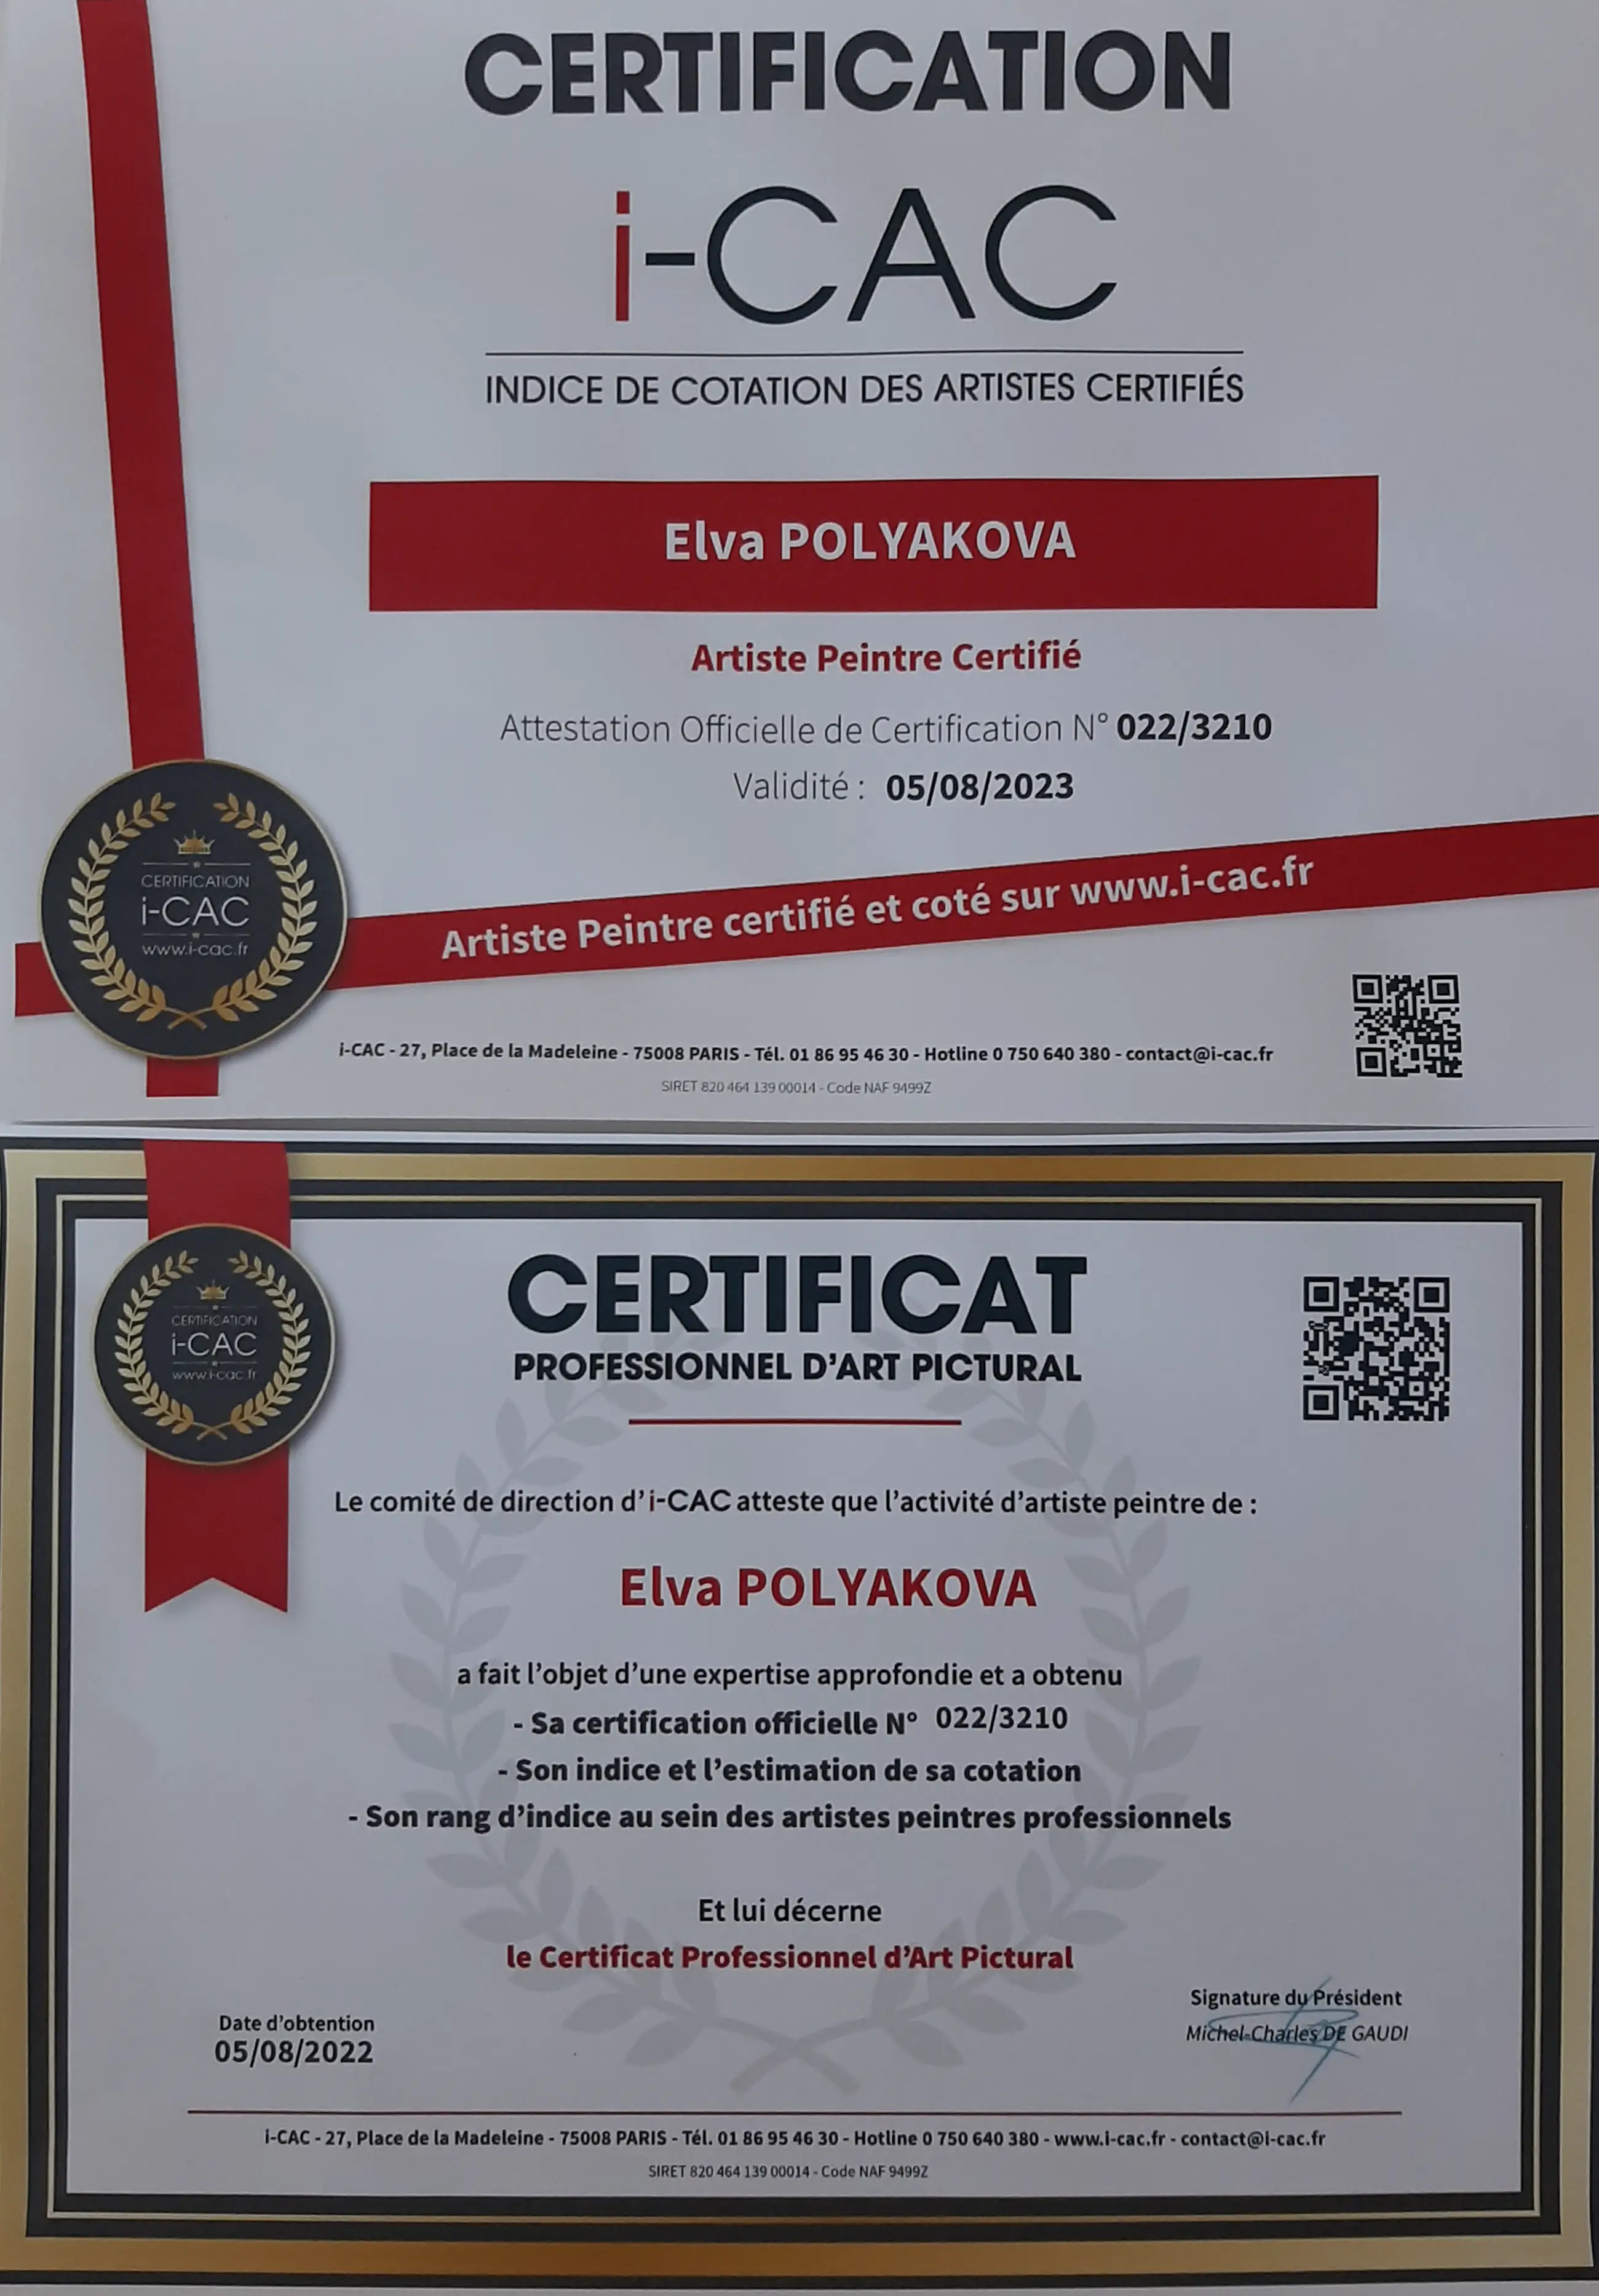 CERTIFICATION
i-CAC
INDICE DE COTATION DES ARTISTES CERTIFIÉS
Elva POLYAKOVA
Artiste Peintre Certifié
Attestation Officielle de Certification N° 022/3210
Validité : 05/08/2023
CERTIFICATION
i-CAC
www.i-cac.fr
Artiste Peintre certifié et coté sur www.i-cac.fr
i-CAC - 27, Place de la Madeleine - 75008 PARIS - Tél. 01 86 95 46 30 - Hotline 0 750 640 380 - contact@i-cac.fr
SIRET 820 464 139 00014 - Code NAF 9499Z
CERTIFICATION
i-CAC
www.i-cac.fr
CERTIFICAT
PROFESSIONNEL D'ART PICTURAL
Le comité de direction d'i-CAC atteste que l'activité d'artiste peintre de :
Elva POLYAKOVA
a fait l'objet d'une expertise approfondie et a obtenu
- Sa certification officielle N° 022/3210
- Son indice et l'estimation de sa cotation
- Son rang d'indice au sein des artistes peintres professionnels
Et lui décerne
le Certificat Professionnel d'Art Pictural
Date d'obtention
05/08/2022
Signature du Président
Michel-Charles DE GAUDI
i-CAC - 27, Place de la Madeleine - 75008 PARIS - Tél. 01 86 95 46 30 - Hotline 0 750 640 380 - www.i-cac.fr - contact@i-cac.fr
SIRET 820 464 139 00014 - Code NAF 9499Z